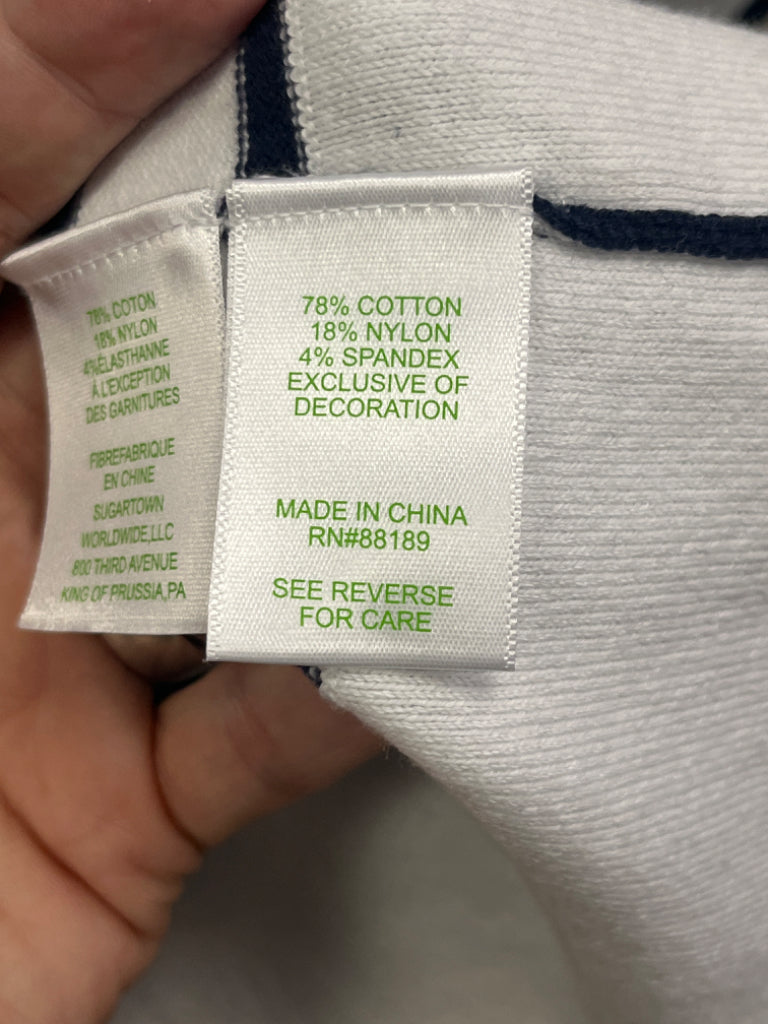 78% COTON
18% NYLON
4%ÉLASTHANNE
À L'EXCEPTION
DES GARNITURES
FIBREFABRIQUE
EN CHINE
SUGARTOWN
WORLDWIDE,LLC
800 THIRD AVENUE
KING OF PRUSSIA,PA
78% COTTON
18% NYLON
4% SPANDEX
EXCLUSIVE OF
DECORATION
MADE IN CHINA
RN#88189
SEE REVERSE
FOR CARE